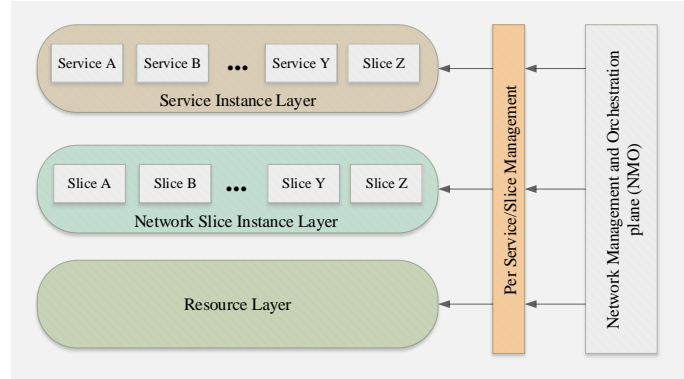 Service A Service B ... Service Y Slice Z
Service Instance Layer
Slice A Slice B ... Slice Y Slice Z
Network Slice Instance Layer
Resource Layer
Per Service/Slice Management
Network Management and Orchestration
plane (NMO)